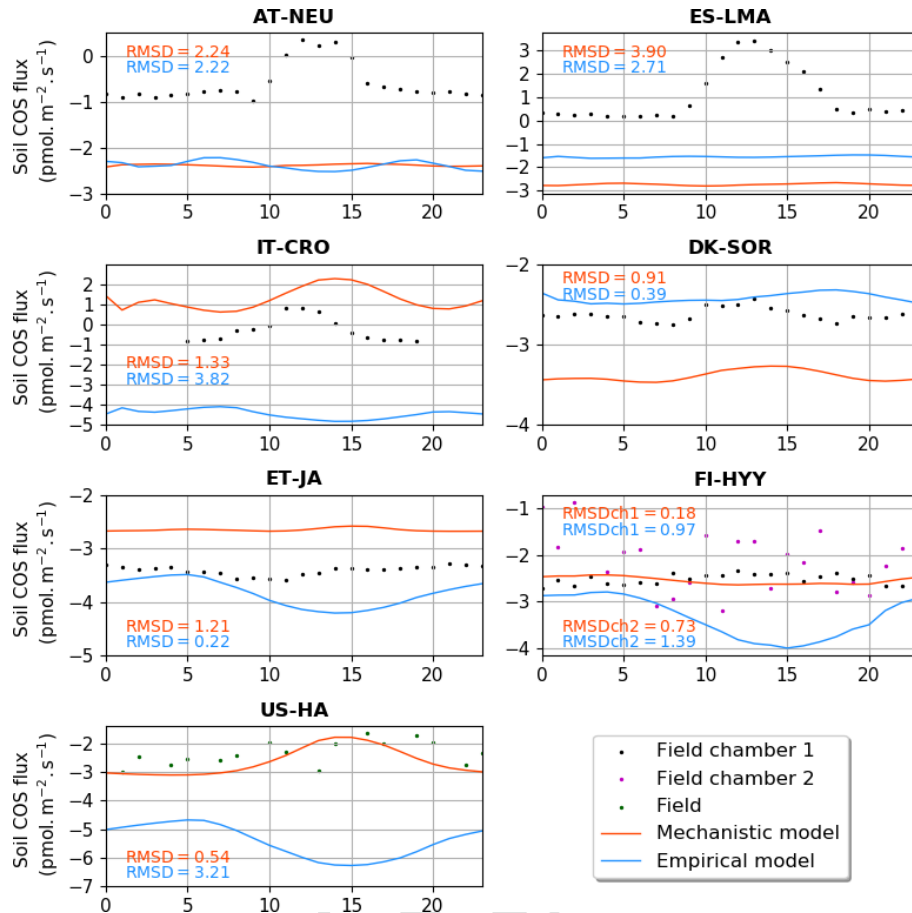 AT-NEU
ES-LMA
Soil COS flux
(pmol. m⁻². s⁻¹)
0
−1
−2
−3
RMSD = 2.24
RMSD = 2.22
0 5 10 15 20
3
2
1
0
−1
−2
−3
RMSD = 3.90
RMSD = 2.71
0 5 10 15 20
IT-CRO
DK-SOR
Soil COS flux
(pmol. m⁻². s⁻¹)
2
1
0
−1
−2
−3
−4
−5
RMSD = 1.33
RMSD = 3.82
0 5 10 15 20
−2
−3
−4
RMSD = 0.91
RMSD = 0.39
0 5 10 15 20
ET-JA
FI-HYY
Soil COS flux
(pmol. m⁻². s⁻¹)
−2
−3
−4
−5
RMSD = 1.21
RMSD = 0.22
0 5 10 15 20
−1
−2
−3
−4
RMSDch1 = 0.18
RMSDch1 = 0.97
RMSDch2 = 0.73
RMSDch2 = 1.39
0 5 10 15 20
US-HA
Soil COS flux
(pmol. m⁻². s⁻¹)
−2
−3
−4
−5
−6
−7
RMSD = 0.54
RMSD = 3.21
0 5 10 15 20
Field chamber 1
Field chamber 2
Field
Mechanistic model
Empirical model